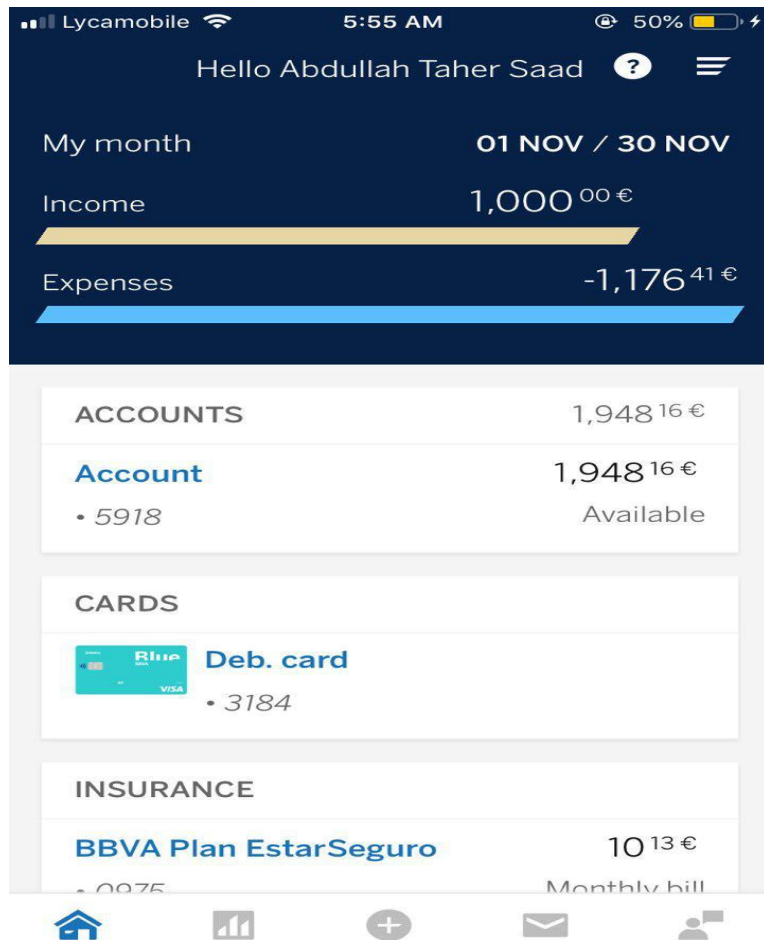 Lycamobile 5:55 AM 50%
Hello Abdullah Taher Saad ?
My month 01 NOV / 30 NOV
Income 1,000 00 €
Expenses -1,176 41 €
ACCOUNTS 1,948 16 €
Account 1,948 16 €
• 5918 Available
CARDS
Blue
BBVA
VISA
Deb. card
• 3184
INSURANCE
BBVA Plan EstarSeguro 10 13 €
• 0975 Monthly bill